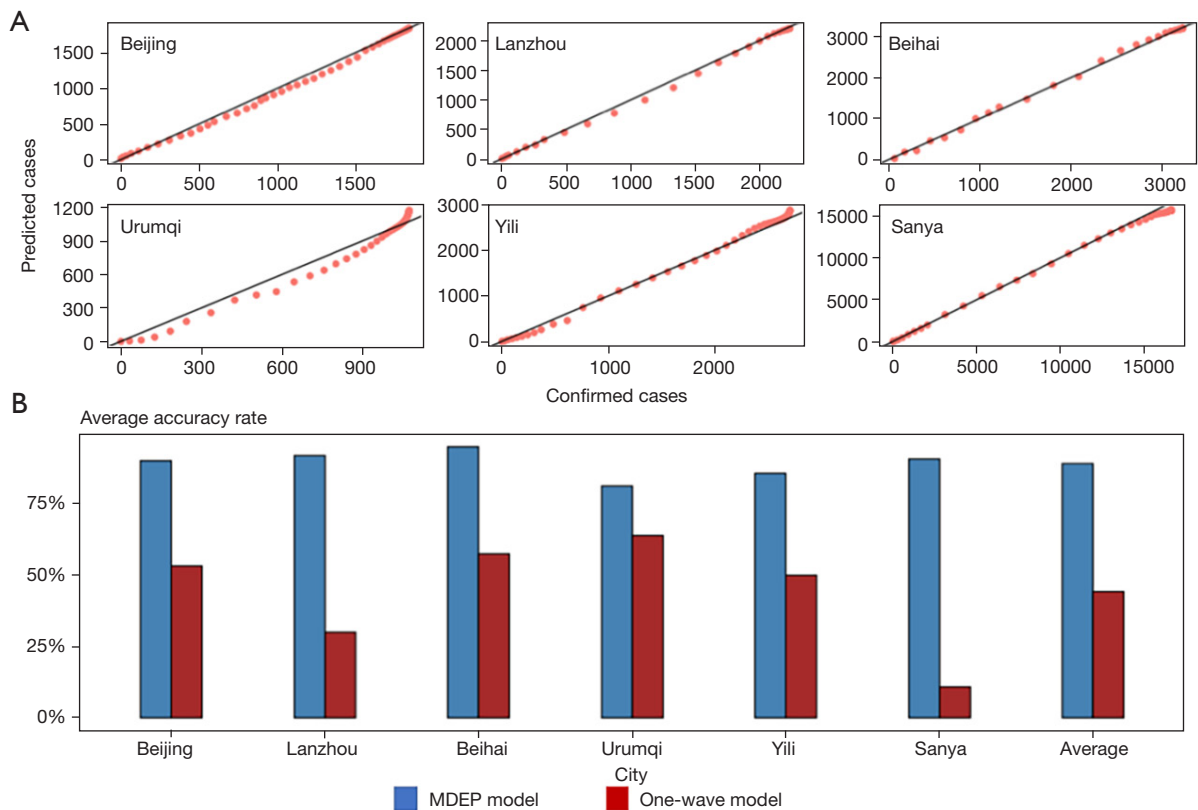 A
Predicted cases
Beijing
1500
1000
500
0
0 500 1000 1500
Lanzhou
2000
1500
1000
500
0
0 500 1000 1500 2000
Beihai
3000
2000
1000
0
0 1000 2000 3000
Urumqi
1200
900
600
300
0
0 300 600 900
Yili
3000
2000
1000
0
0 1000 2000
Sanya
15000
10000
5000
0
0 5000 10000 15000
Confirmed cases
B
Average accuracy rate
75%
50%
25%
0%
Beijing Lanzhou Beihai Urumqi Yili Sanya Average
City
MDEP model One-wave model